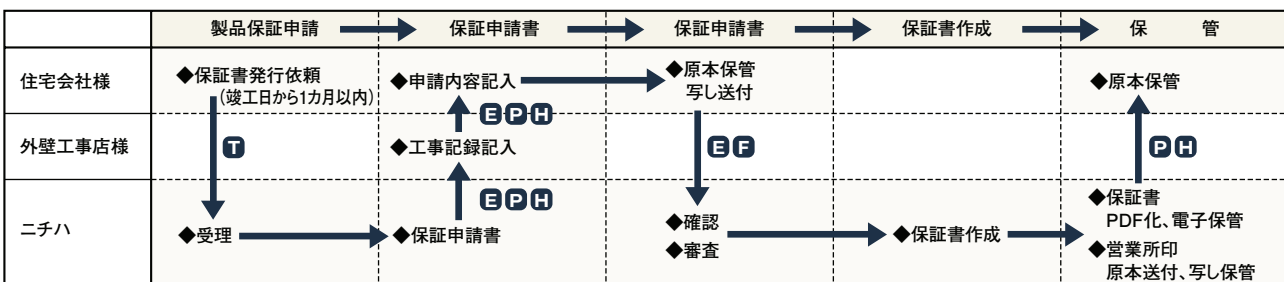 製品保証申請 保証申請書 保証申請書 保証書作成 保　管
住宅会社様 ◆保証書発行依頼 ◆申請内容記入 ◆原本保管 ◆原本保管
(竣工日から1カ月以内) 写し送付
E P H
外壁工事店様 T ◆工事記録記入 E F P H
E P H
ニチハ ◆受理 ◆保証申請書 ◆確認 ◆保証書作成 ◆保証書
PDF化、電子保管
◆審査 ◆営業所印
原本送付、写し保管